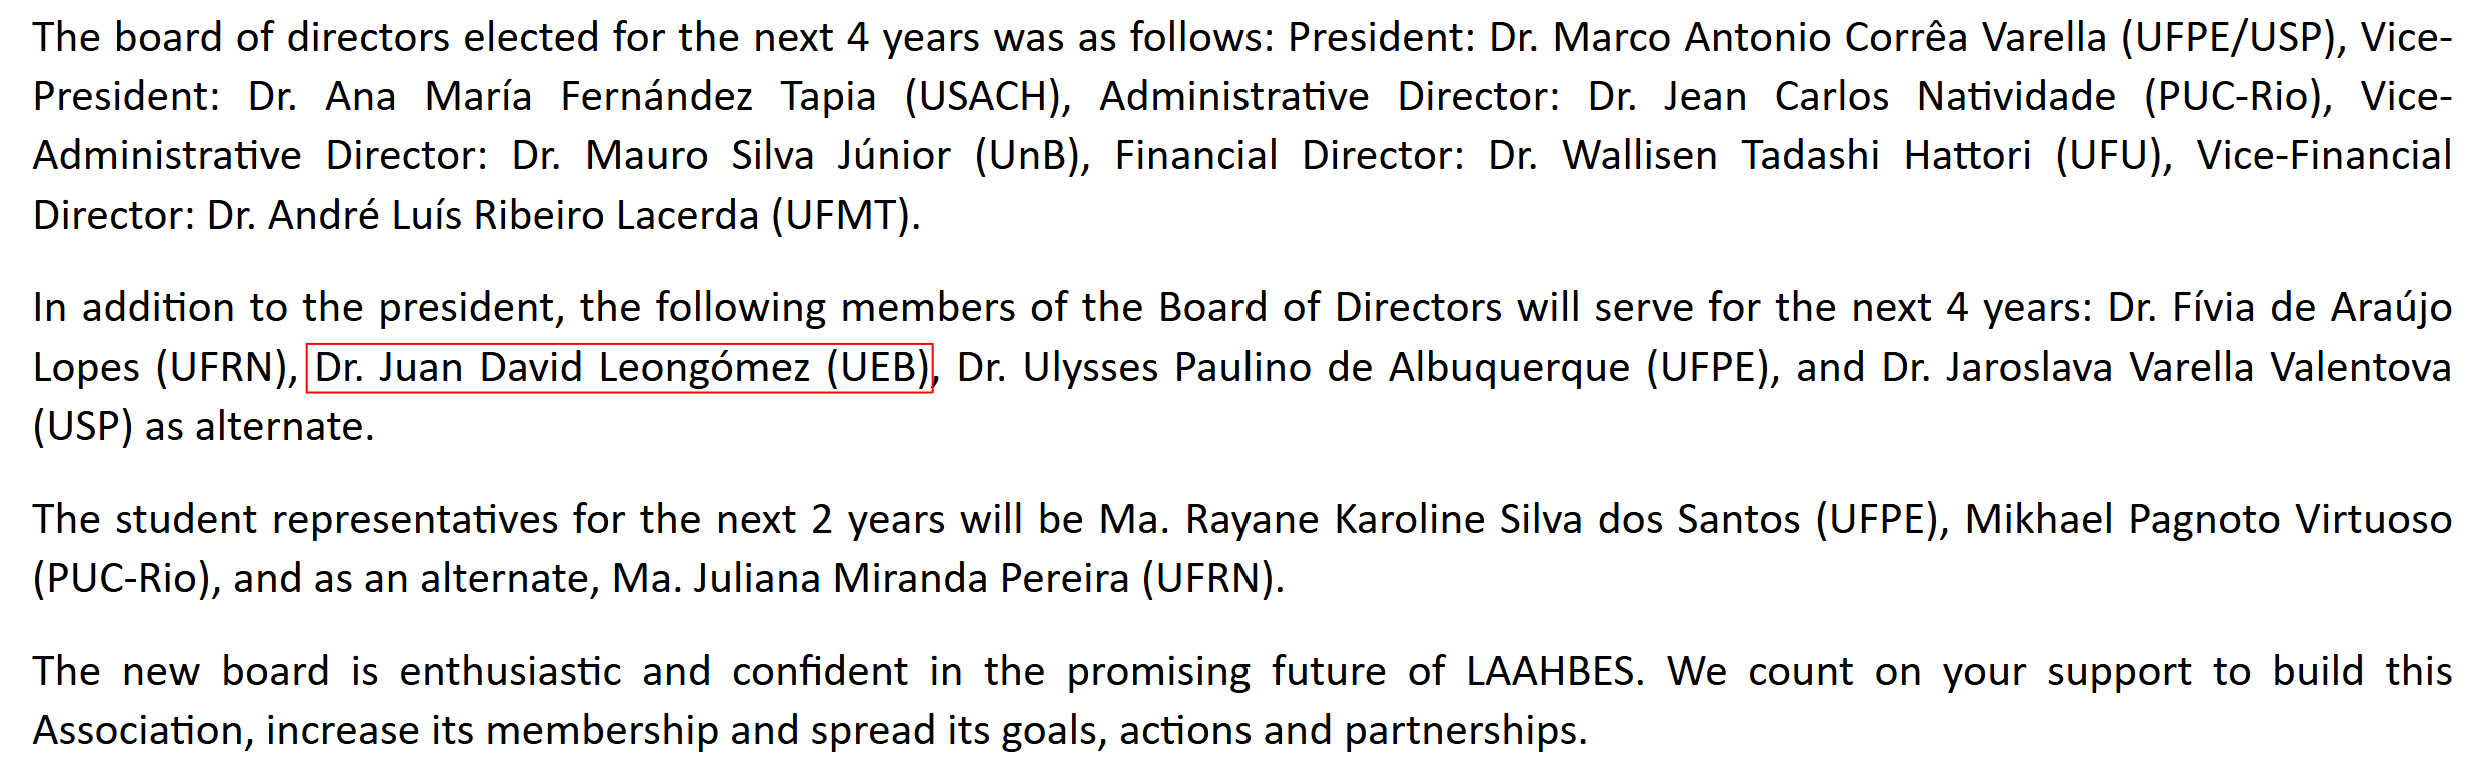 The board of directors elected for the next 4 years was as follows: President: Dr. Marco Antonio Corrêa Varella (UFPE/USP), Vice-
President: Dr. Ana María Fernández Tapia (USACH), Administrative Director: Dr. Jean Carlos Natividade (PUC-Rio), Vice-
Administrative Director: Dr. Mauro Silva Júnior (UnB), Financial Director: Dr. Wallisen Tadashi Hattori (UFU), Vice-Financial
Director: Dr. André Luís Ribeiro Lacerda (UFMT).
In addition to the president, the following members of the Board of Directors will serve for the next 4 years: Dr. Fívia de Araújo
Lopes (UFRN), Dr. Juan David Leongómez (UEB), Dr. Ulysses Paulino de Albuquerque (UFPE), and Dr. Jaroslava Varella Valentova
(USP) as alternate.
The student representatives for the next 2 years will be Ma. Rayane Karoline Silva dos Santos (UFPE), Mikhael Pagnoto Virtuoso
(PUC-Rio), and as an alternate, Ma. Juliana Miranda Pereira (UFRN).
The new board is enthusiastic and confident in the promising future of LAAHBES. We count on your support to build this
Association, increase its membership and spread its goals, actions and partnerships.